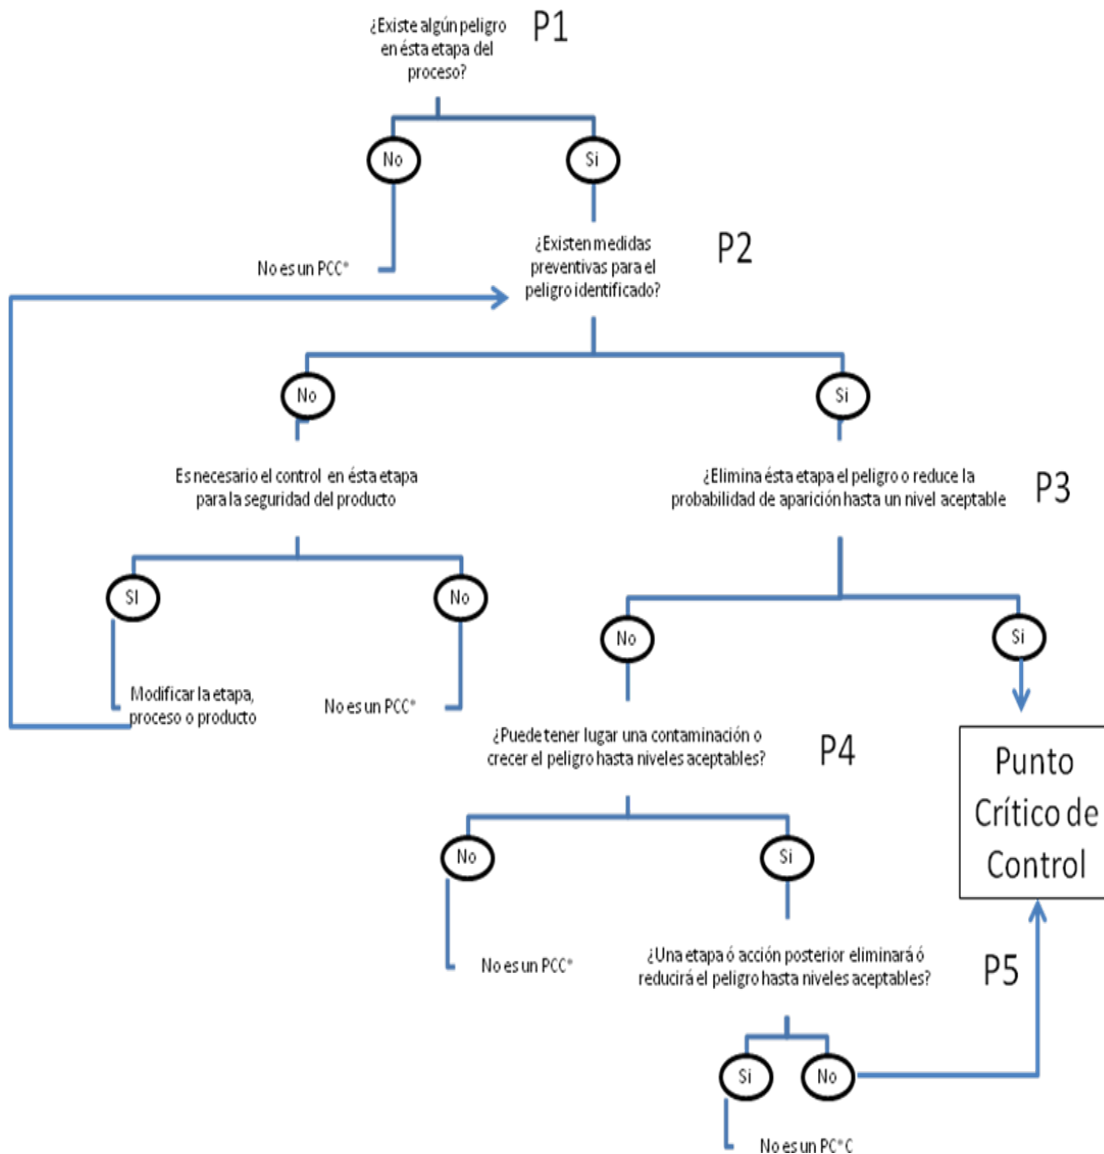 ¿Existe algún peligro
en ésta etapa del
proceso?
P1
No
Si
No es un PCC*
¿Existen medidas
preventivas para el
peligro identificado?
P2
No
Si
Es necesario el control en ésta etapa
para la seguridad del producto
¿Elimina ésta etapa el peligro o reduce la
probabilidad de aparición hasta un nivel aceptable
P3
SI
No
No
Si
Modificar la etapa,
proceso o producto
No es un PCC*
¿Puede tener lugar una contaminación o
crecer el peligro hasta niveles aceptables?
P4
Punto
Crítico de
Control
No
Si
No es un PCC*
¿Una etapa ó acción posterior eliminará ó
reducirá el peligro hasta niveles aceptables?
P5
Si
No
No es un PC*C